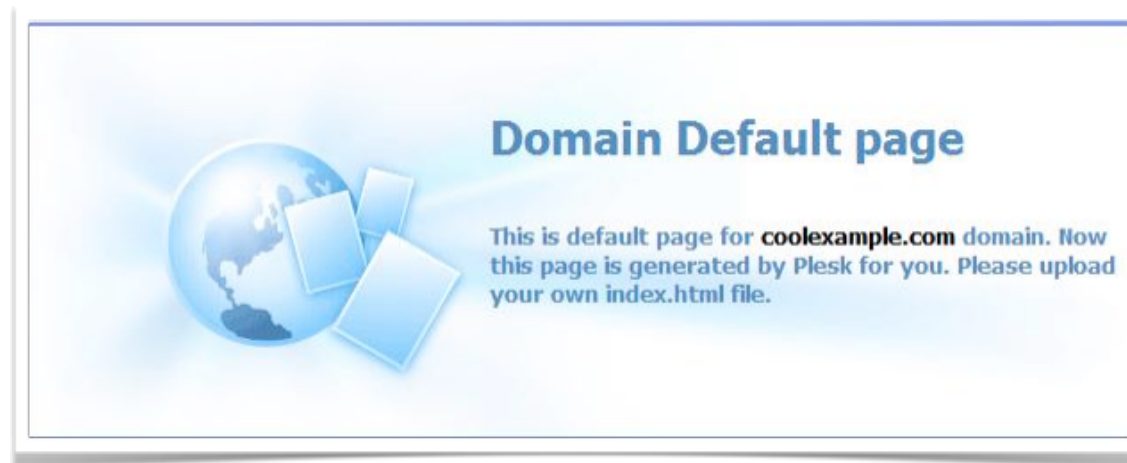 Domain Default page
This is default page for coolexample.com domain. Now
this page is generated by Plesk for you. Please upload
your own index.html file.